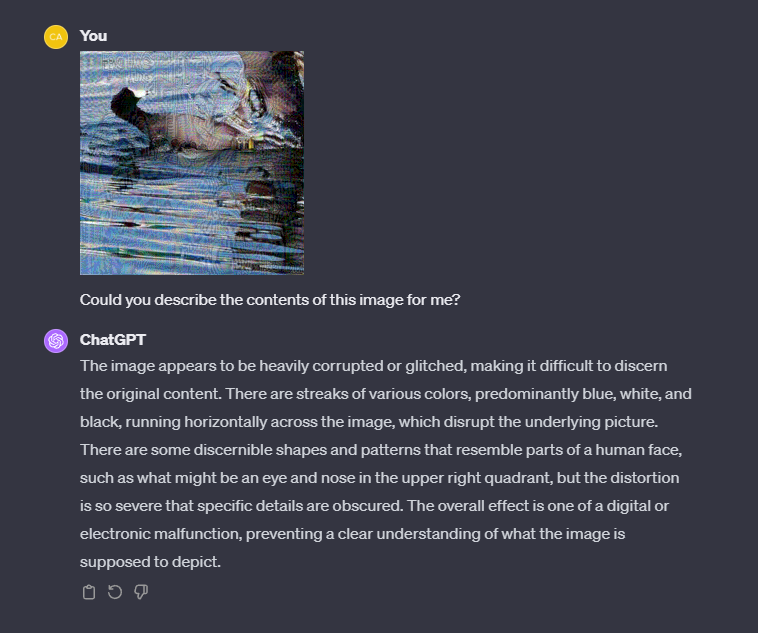 CA
You
Could you describe the contents of this image for me?
ChatGPT
The image appears to be heavily corrupted or glitched, making it difficult to discern
the original content. There are streaks of various colors, predominantly blue, white, and
black, running horizontally across the image, which disrupt the underlying picture.
There are some discernible shapes and patterns that resemble parts of a human face,
such as what might be an eye and nose in the upper right quadrant, but the distortion
is so severe that specific details are obscured. The overall effect is one of a digital or
electronic malfunction, preventing a clear understanding of what the image is
supposed to depict.